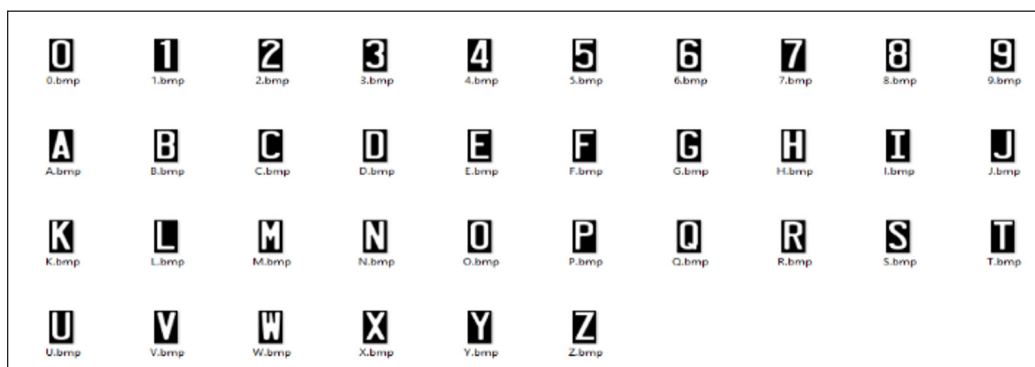 0 1 2 3 4 5 6 7 8 9
0.bmp 1.bmp 2.bmp 3.bmp 4.bmp 5.bmp 6.bmp 7.bmp 8.bmp 9.bmp
A B C D E F G H I J
A.bmp B.bmp C.bmp D.bmp E.bmp F.bmp G.bmp H.bmp I.bmp J.bmp
K L M N O P Q R S T
K.bmp L.bmp M.bmp N.bmp O.bmp P.bmp Q.bmp R.bmp S.bmp T.bmp
U V W X Y Z
U.bmp V.bmp W.bmp X.bmp Y.bmp Z.bmp